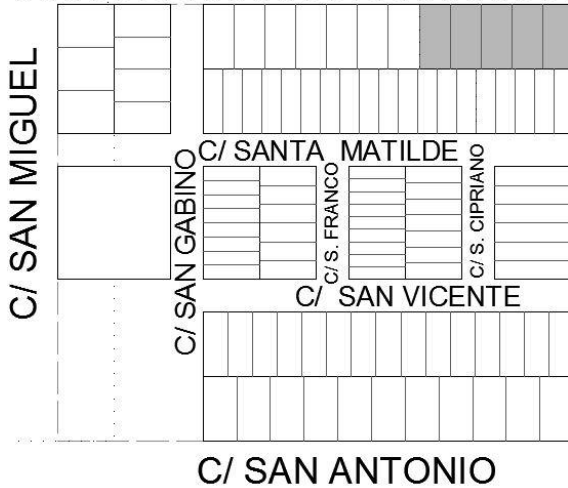 C/ SAN MIGUEL
C/ SANTA MATILDE
C/ SAN GABINO
C/ S. FRANCO
C/ S. CIPRIANO
C/ SAN VICENTE
C/ SAN ANTONIO